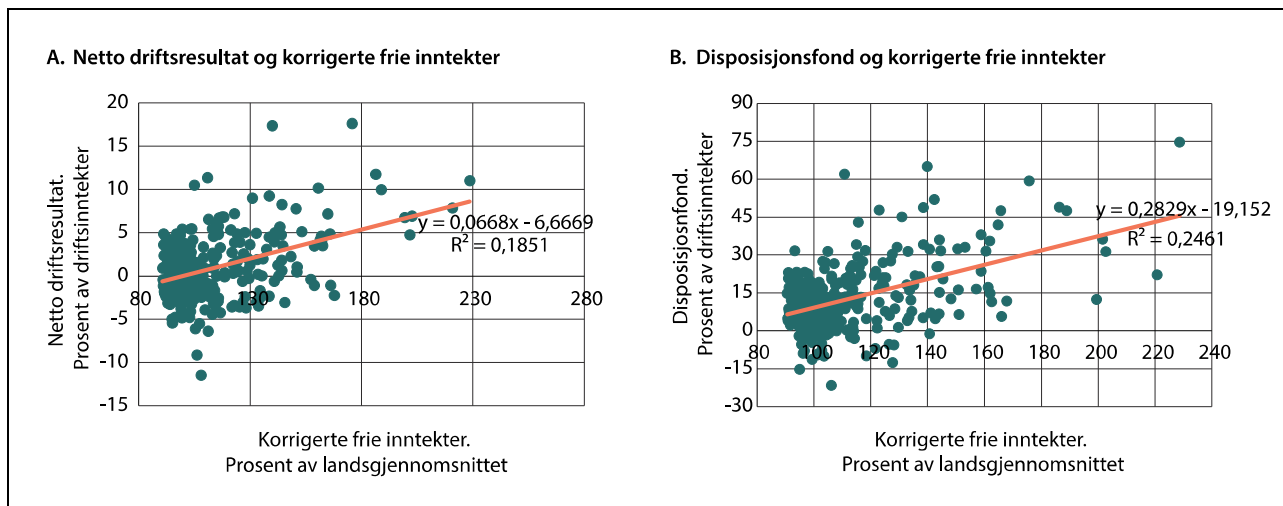 A. Netto driftsresultat og korrigerte frie inntekter
20
15
10
5
0
-5
-10
-15
80
130
180
230
280
Netto driftsresultat.
Prosent av driftsinntekter
y = 0,0668x - 6,6669
R² = 0,1851
Korrigerte frie inntekter.
Prosent av landsgjennomsnittet
B. Disposisjonsfond og korrigerte frie inntekter
90
75
60
45
30
15
0
-15
-30
80
100
120
140
160
180
200
220
240
Disposisjonsfond.
Prosent av driftsinntekter
y = 0,2829x - 19,152
R² = 0,2461
Korrigerte frie inntekter.
Prosent av landsgjennomsnittet